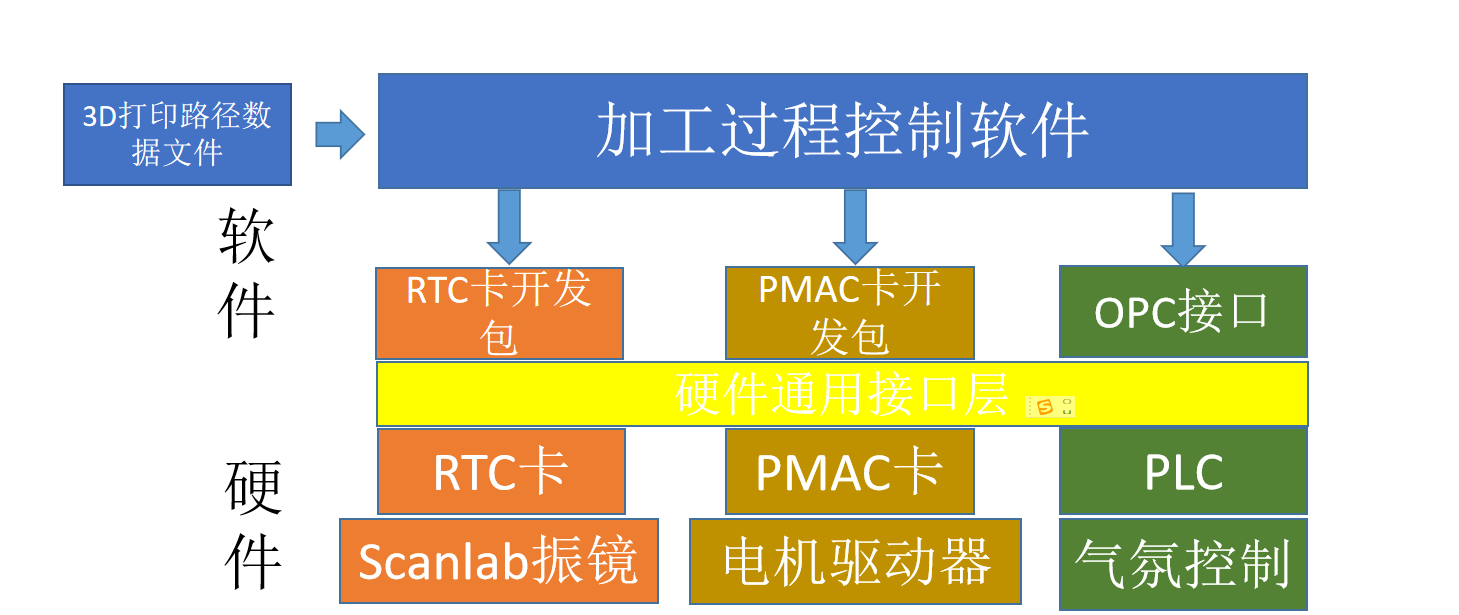 3D打印路径数
据文件
加工过程控制软件
软
件
RTC卡开发
包
PMAC卡开
发包
OPC接口
硬件通用接口层
硬
件
RTC卡
PMAC卡
PLC
Scanlab振镜
电机驱动器
气氛控制